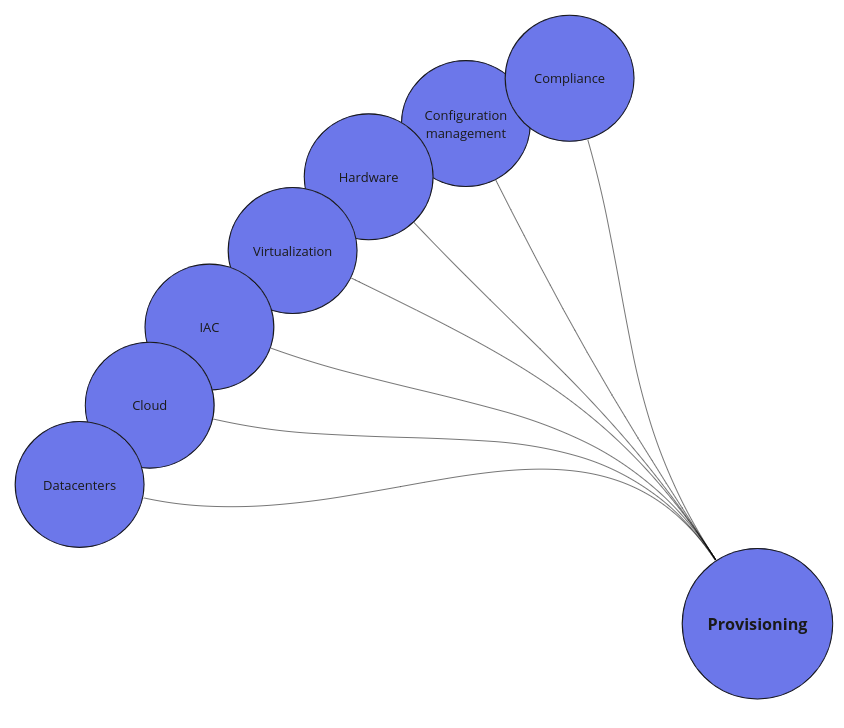 Compliance
Configuration
management
Hardware
Virtualization
IAC
Cloud
Datacenters
Provisioning